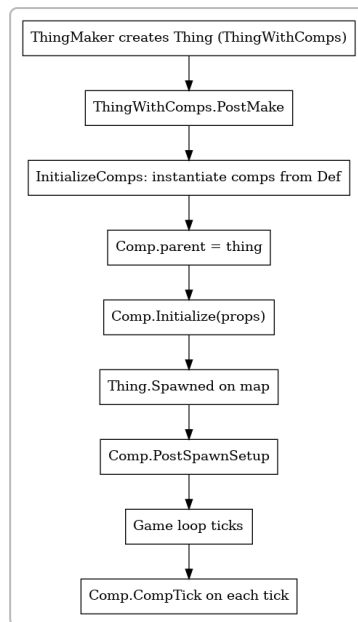 ThingMaker creates Thing (ThingWithComps)
ThingWithComps.PostMake
InitializeComps: instantiate comps from Def
Comp.parent = thing
Comp.Initialize(props)
Thing.Spawned on map
Comp.PostSpawnSetup
Game loop ticks
Comp.CompTick on each tick